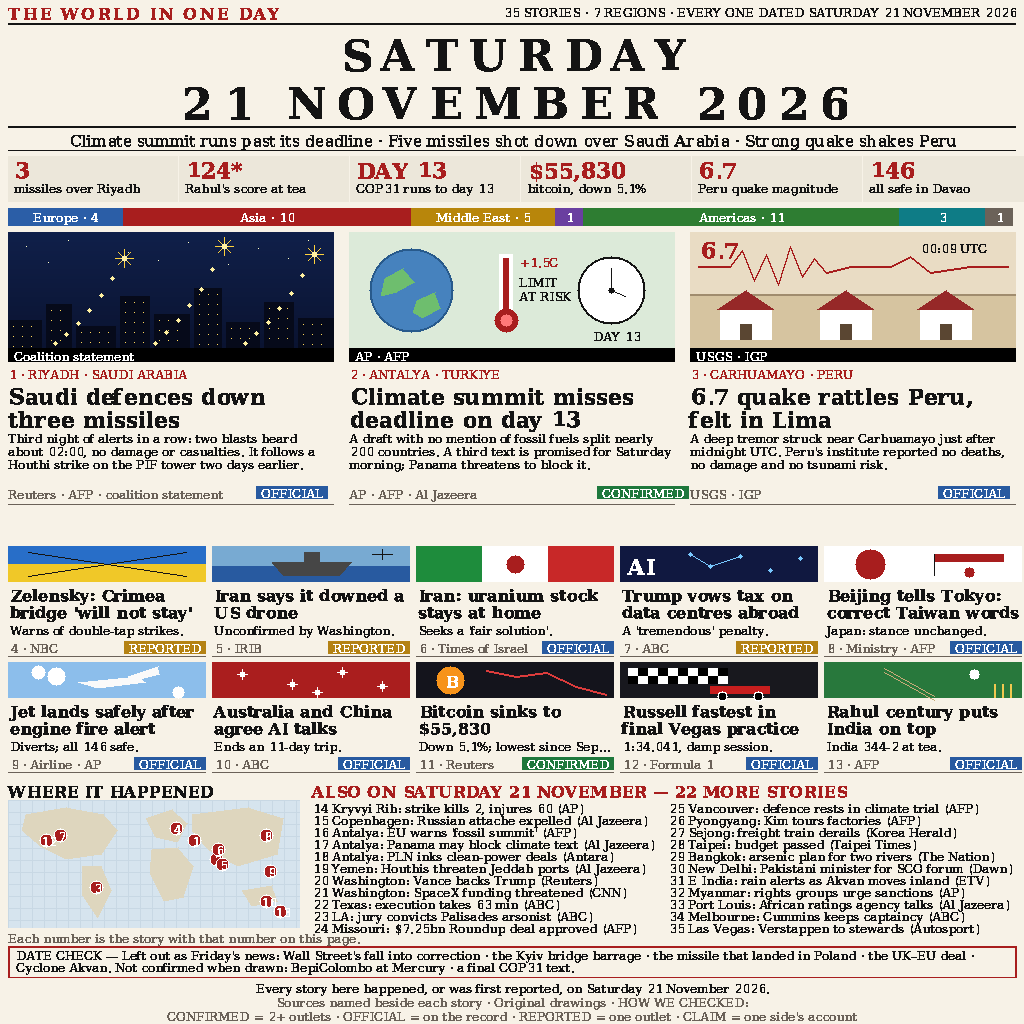 THE WORLD IN ONE DAY
35 STORIES · 7 REGIONS · EVERY ONE DATED SATURDAY 21 NOVEMBER 2026
SATURDAY
21 NOVEMBER 2026
Climate summit runs past its deadline · Five missiles shot down over Saudi Arabia · Strong quake shakes Peru
3
missiles over Riyadh
124*
Rahul's score at tea
DAY 13
COP31 runs to day 13
$55,830
bitcoin, down 5.1%
6.7
Peru quake magnitude
146
all safe in Davao
Europe · 4
Asia · 10
Middle East · 5
1
Americas · 11
3
1
Coalition statement
1 · RIYADH · SAUDI ARABIA
Saudi defences down
three missiles
Third night of alerts in a row: two blasts heard
about 02:00, no damage or casualties. It follows a
Houthi strike on the PIF tower two days earlier.
Reuters · AFP · coalition statement
OFFICIAL
+1.5C
LIMIT
AT RISK
DAY 13
AP · AFP
2 · ANTALYA · TURKIYE
Climate summit misses
deadline on day 13
A draft with no mention of fossil fuels split nearly
200 countries. A third text is promised for Saturday
morning; Panama threatens to block it.
AP · AFP · Al Jazeera
CONFIRMED
6.7
00:09 UTC
USGS · IGP
3 · CARHUAMAYO · PERU
6.7 quake rattles Peru,
felt in Lima
A deep tremor struck near Carhuamayo just after
midnight UTC. Peru's institute reported no deaths,
no damage and no tsunami risk.
USGS · IGP
OFFICIAL
Zelensky: Crimea
bridge 'will not stay'
Warns of double-tap strikes.
4 · NBC
REPORTED
Iran says it downed a
US drone
Unconfirmed by Washington.
5 · IRIB
REPORTED
Iran: uranium stock
stays at home
Seeks a 'fair solution'.
6 · Times of Israel
OFFICIAL
AI
Trump vows tax on
data centres abroad
A 'tremendous' penalty.
7 · ABC
REPORTED
Beijing tells Tokyo:
correct Taiwan words
Japan: stance unchanged.
8 · Ministry · AFP
OFFICIAL
Jet lands safely after
engine fire alert
Diverts; all 146 safe.
9 · Airline · AP
OFFICIAL
Australia and China
agree AI talks
Ends an 11-day trip.
10 · ABC
OFFICIAL
B
Bitcoin sinks to
$55,830
Down 5.1%; lowest since Sep...
11 · Reuters
CONFIRMED
Russell fastest in
final Vegas practice
1:34.041, damp session.
12 · Formula 1
OFFICIAL
Rahul century puts
India on top
India 344-2 at tea.
13 · AFP
OFFICIAL
WHERE IT HAPPENED
Each number is the story with that number on this page.
ALSO ON SATURDAY 21 NOVEMBER — 22 MORE STORIES
14 Kryvyi Rih: strike kills 2, injures 60 (AP)
15 Copenhagen: Russian attache expelled (Al Jazeera)
16 Antalya: EU warns 'fossil summit' (AFP)
17 Antalya: Panama may block climate text (Al Jazeera)
18 Antalya: PLN inks clean-power deals (Antara)
19 Yemen: Houthis threaten Jeddah ports (Al Jazeera)
20 Washington: Vance backs Trump (Reuters)
21 Washington: SpaceX funding threatened (CNN)
22 Texas: execution takes 63 min (ABC)
23 LA: jury convicts Palisades arsonist (ABC)
24 Missouri: $7.25bn Roundup deal approved (AFP)
25 Vancouver: defence rests in climate trial (AFP)
26 Pyongyang: Kim tours factories (AFP)
27 Sejong: freight train derails (Korea Herald)
28 Taipei: budget passed (Taipei Times)
29 Bangkok: arsenic plan for two rivers (The Nation)
30 New Delhi: Pakistani minister for SCO forum (Dawn)
31 E India: rain alerts as Akvan moves inland (ETV)
32 Myanmar: rights groups urge sanctions (AP)
33 Port Louis: African ratings agency talks (Al Jazeera)
34 Melbourne: Cummins keeps captaincy (ABC)
35 Las Vegas: Verstappen to stewards (Autosport)
DATE CHECK — Left out as Friday's news: Wall Street's fall into correction · the Kyiv bridge barrage · the missile that landed in Poland · the UK–EU deal ·
Cyclone Akvan. Not confirmed when drawn: BepiColombo at Mercury · a final COP31 text.
Every story here happened, or was first reported, on Saturday 21 November 2026.
Sources named beside each story · Original drawings · HOW WE CHECKED:
CONFIRMED = 2+ outlets · OFFICIAL = on the record · REPORTED = one outlet · CLAIM = one side's account